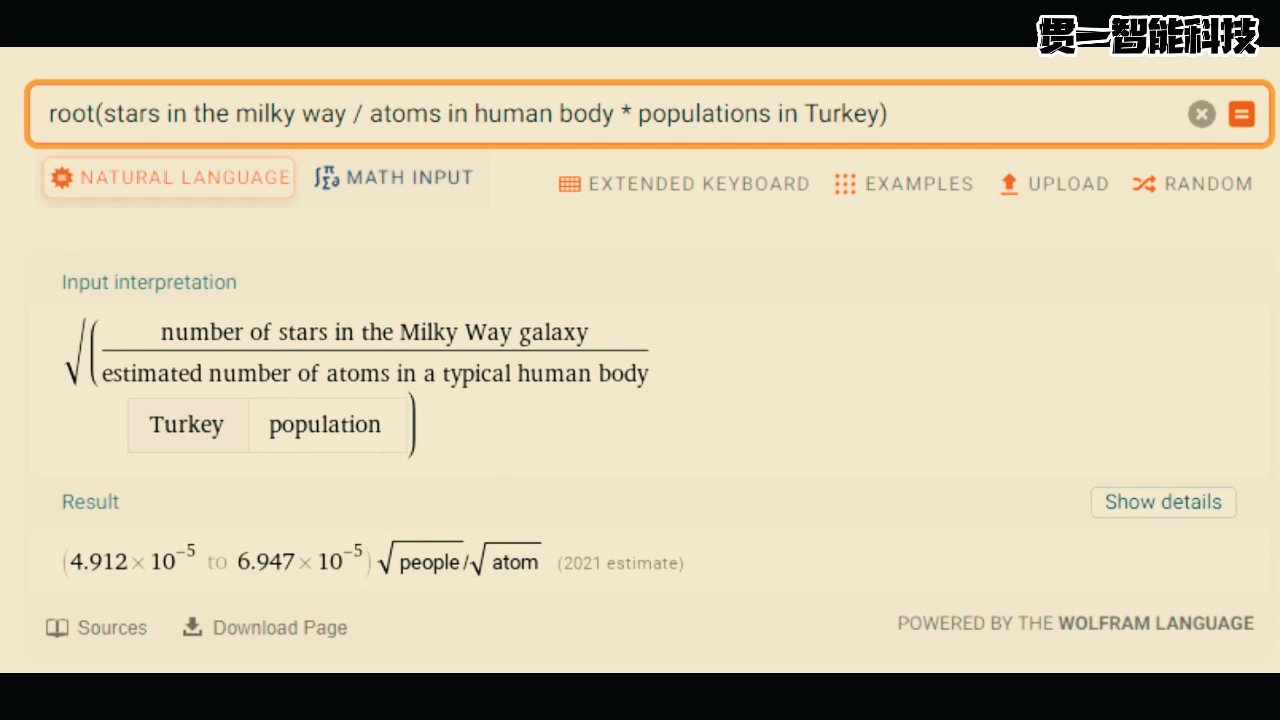 贯一智能科技
root(stars in the milky way / atoms in human body * populations in Turkey)
NATURAL LANGUAGE
∫Σπ∂ MATH INPUT
EXTENDED KEYBOARD
EXAMPLES
UPLOAD
RANDOM
Input interpretation
√(number of stars in the Milky Way galaxy
estimated number of atoms in a typical human body
Turkey population)
Result
Show details
(4.912×10⁻⁵ to 6.947×10⁻⁵) √people/√atom (2021 estimate)
Sources
Download Page
POWERED BY THE WOLFRAM LANGUAGE